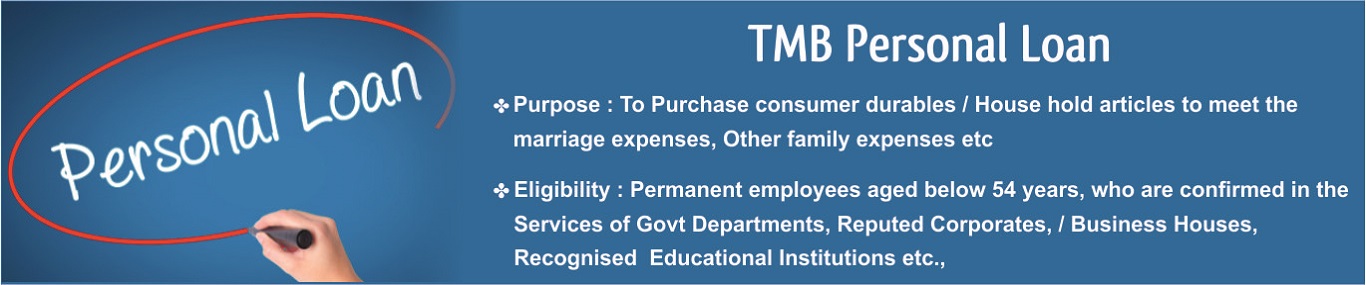 Personal Loan
TMB Personal Loan
✤ Purpose : To Purchase consumer durables / House hold articles to meet the
marriage expenses, Other family expenses etc
✤ Eligibility : Permanent employees aged below 54 years, who are confirmed in the
Services of Govt Departments, Reputed Corporates, / Business Houses,
Recognised Educational Institutions etc.,